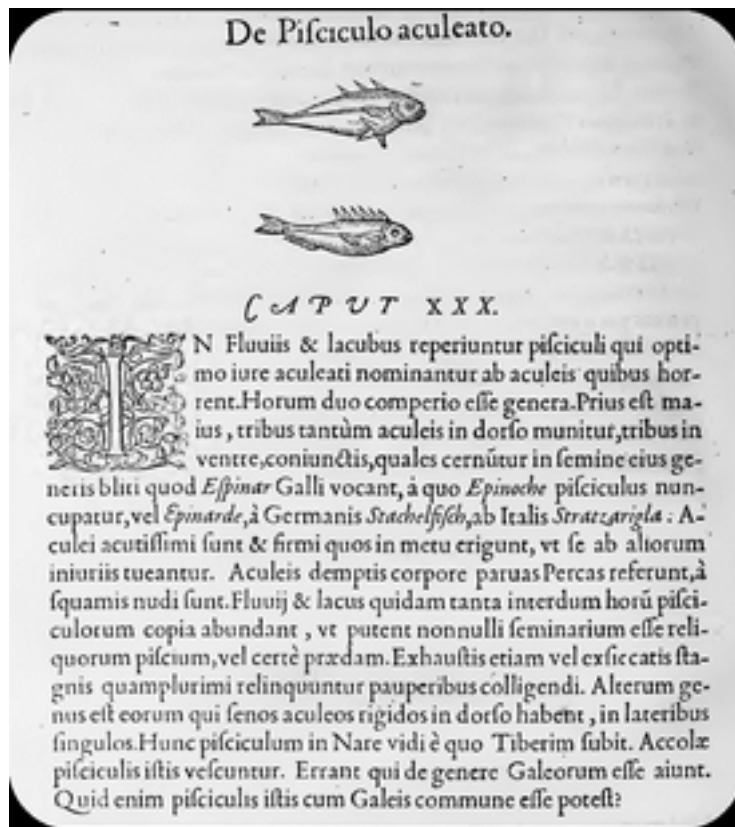 De Piſciculo aculeato.
CAPUT XXX.
IN Fluuiis & lacubus reperiuntur piſciculi qui opti-
mo iure aculeati nominantur ab aculeis quibus hor-
rent.Horum duo comperio eſſe genera.Prius eſt ma-
ius, tribus tantùm aculeis in dorſo munitur,tribus in
ventre,coniunctis,quales cernūtur in ſemine eius ge-
neris bliti quod Eſpinar Galli vocant, à quo Epinoche piſciculus nun-
cupatur,vel Epinarde,à Germanis Stachelfiſch,ab Italis Stratzarigla : A-
culei acutiſſimi ſunt & firmi quos in metu erigunt, vt ſe ab aliorum
iniuriis tueantur. Aculeis demptis corpore paruas Percas referunt,à
ſquamis nudi ſunt.Fluuij & lacus quidam tanta interdum horū piſci-
culorum copia abundant, vt putent nonnulli ſeminarium eſſe reli-
quorum piſcium,vel certè prædam.Exhauſtis etiam vel exſiccatis ſta-
gnis quamplurimi relinquuntur pauperibus colligendi. Alterum ge-
nus eſt eorum qui ſenos aculeos rigidos in dorſo habent, in lateribus
ſingulos.Hunc piſciculum in Nare vidi è quo Tiberim ſubit. Accolæ
piſciculis iſtis veſcuntur. Errant qui de genere Galeorum eſſe aiunt.
Quid enim piſciculis iſtis cum Galeis commune eſſe poteſt?